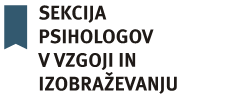 SEKCIJA
PSIHOLOGOV
V VZGOJI IN
IZOBRAŽEVANJU